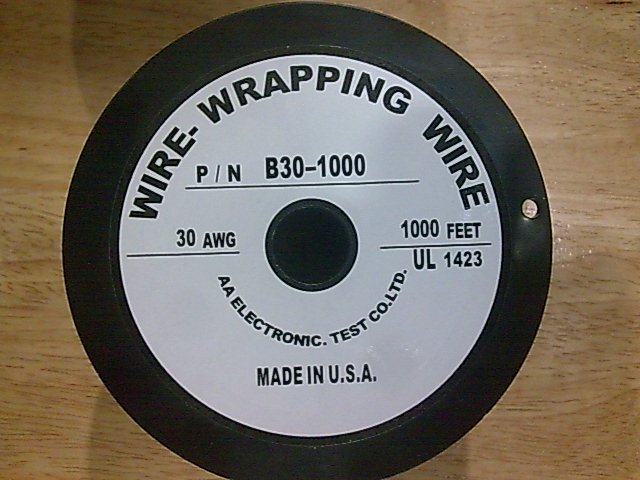 WIRE- WRAPPING WIRE
P / N B30-1000
30 AWG
1000 FEET
UL 1423
AA ELECTRONIC. TEST CO.LTD.
MADE IN U.S.A.